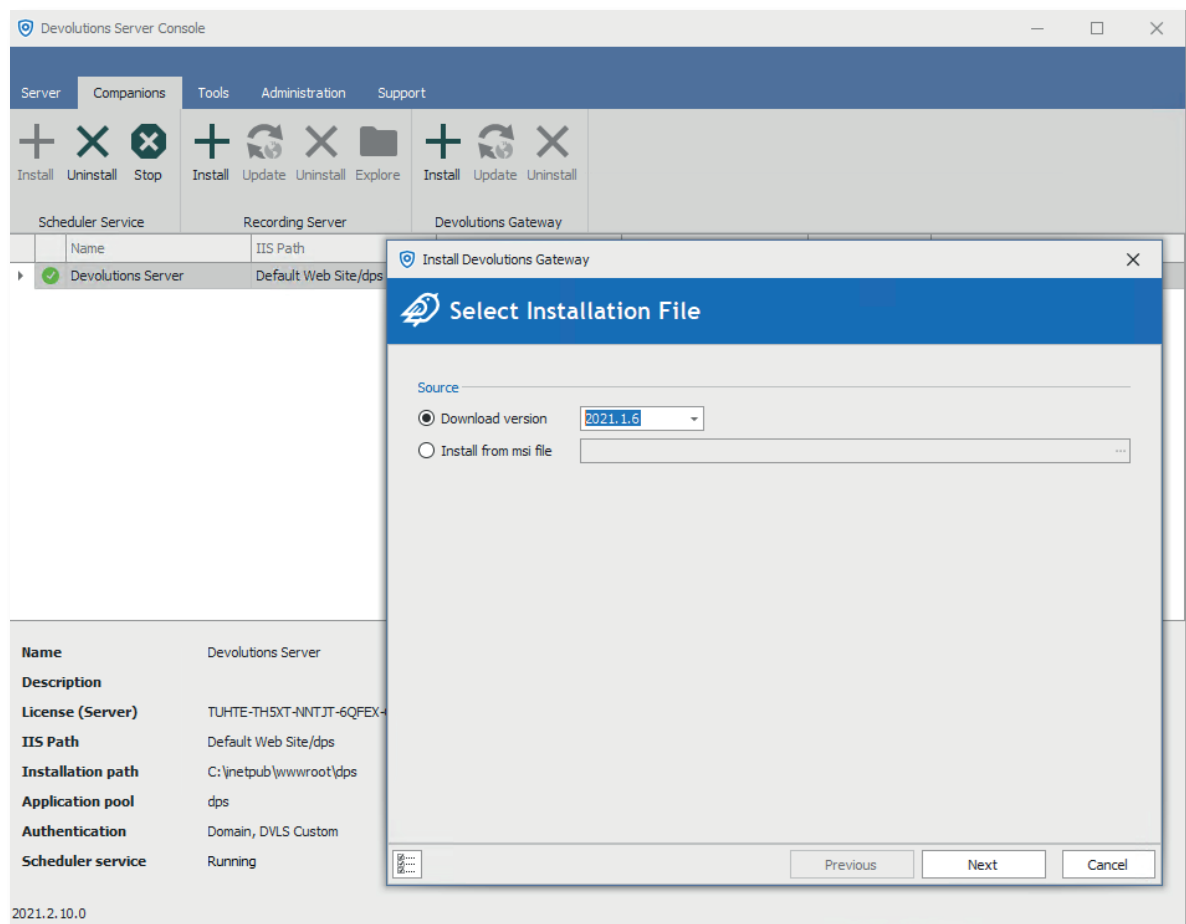 Devolutions Server Console
Server Companions Tools Administration Support
Install Uninstall Stop Install Update Uninstall Explore Install Update Uninstall
Scheduler Service Recording Server Devolutions Gateway
Name IIS Path
Devolutions Server Default Web Site/dps
Install Devolutions Gateway
Select Installation File
Source
Download version 2021.1.6
Install from msi file ...
Name Devolutions Server
Description
License (Server) TUHTE-TH5XT-NNTJT-6QFEX-
IIS Path Default Web Site/dps
Installation path C:\inetpub\wwwroot\dps
Application pool dps
Authentication Domain, DVLS Custom
Scheduler service Running
Previous Next Cancel
2021.2.10.0